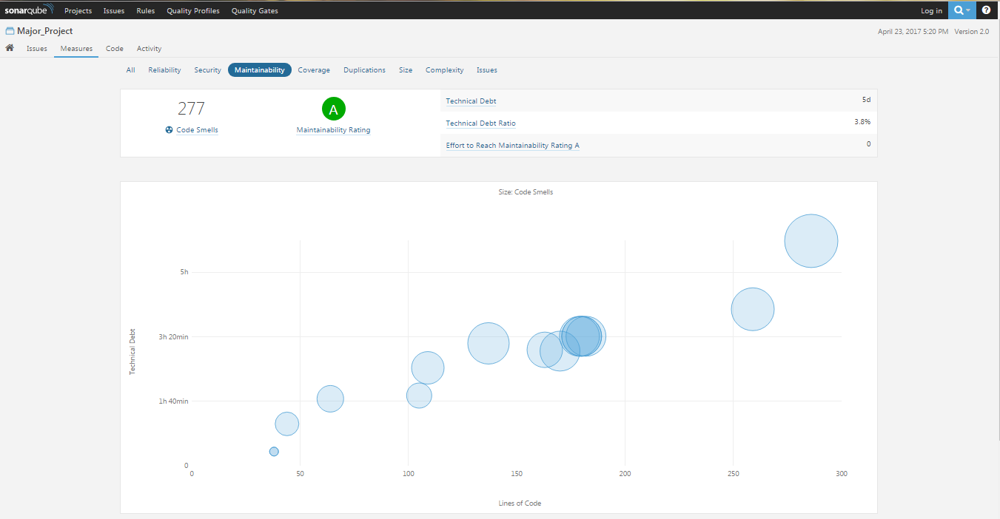 sonarqube Projects Issues Rules Quality Profiles Quality Gates Log in ?
Major_Project April 23, 2017 5:20 PM Version 2.0
Issues Measures Code Activity
All Reliability Security Maintainability Coverage Duplications Size Complexity Issues
277
Code Smells
A
Maintainability Rating
Technical Debt 5d
Technical Debt Ratio 3.8%
Effort to Reach Maintainability Rating A 0
Size: Code Smells
Technical Debt
5h
3h 20min
1h 40min
0
0 50 100 150 200 250 300
Lines of Code